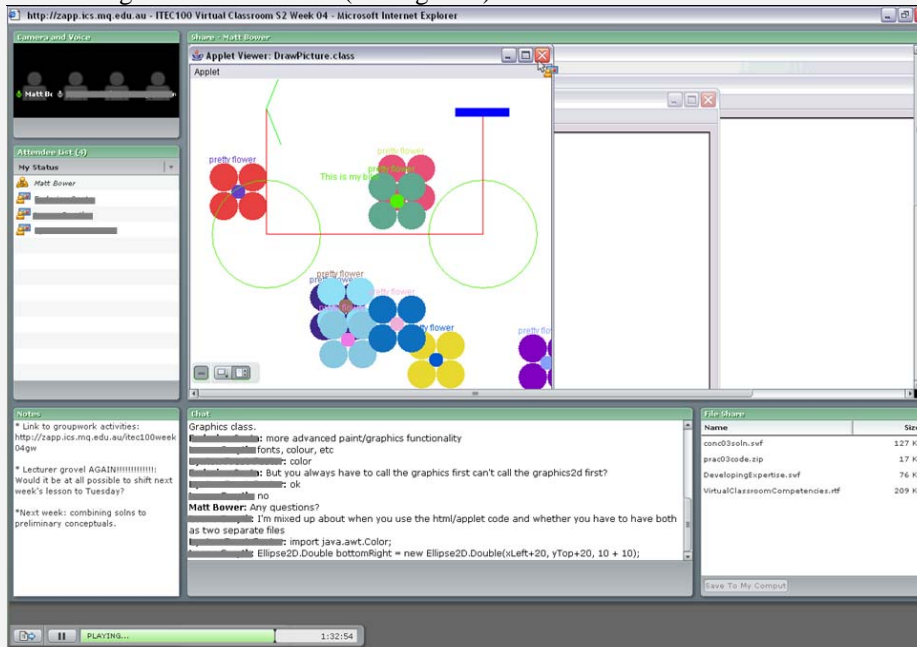 http://zapp.ics.mq.edu.au - ITEC100 Virtual Classroom S2 Week 04 - Microsoft Internet Explorer
Camera and Voice
Matt Bo
Attendee List (4)
My Status
Matt Bower
Share - Matt Bower
Applet Viewer: DrawPicture.class
Applet
pretty flower
pretty flower
This is my bi
pretty flower
pretty flower
pretty flower
pretty flower
pretty flo
Notes
* Link to groupwork activities:
http://zapp.ics.mq.edu.au/itec100week
04gw
* Lecturer grovel AGAIN!!!!!!!!!!!!!:
Would it be at all possible to shift next
week's lesson to Tuesday?
*Next week: combining solns to
preliminary conceptuals.
Chat
Graphics class.
: more advanced paint/graphics functionality
fonts, colour, etc
: color
: But you always have to call the graphics first can't call the graphics2d first?
: ok
no
Matt Bower: Any questions?
: I'm mixed up about when you use the html/applet code and whether you have to have both
as two separate files
: import java.awt.Color;
: Ellipse2D.Double bottomRight = new Ellipse2D.Double(xLeft+20, yTop+20, 10 + 10);
File Share
Name Size
conc03soln.swf 127 K
prac03code.zip 17 K
DevelopingExpertise.swf 76 K
VirtualClassroomCompetencies.rtf 209 K
Save To My Comput
PLAYING... 1:32:54